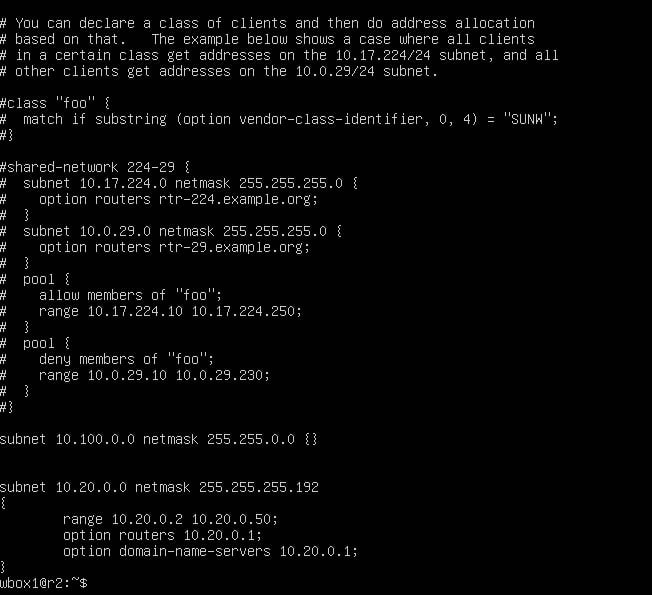 # You can declare a class of clients and then do address allocation
# based on that.   The example below shows a case where all clients
# in a certain class get addresses on the 10.17.224/24 subnet, and all
# other clients get addresses on the 10.0.29/24 subnet.

#class "foo" {
#  match if substring (option vendor-class-identifier, 0, 4) = "SUNW";
#}

#shared-network 224-29 {
#  subnet 10.17.224.0 netmask 255.255.255.0 {
#    option routers rtr-224.example.org;
#  }
#  subnet 10.0.29.0 netmask 255.255.255.0 {
#    option routers rtr-29.example.org;
#  }
#  pool {
#    allow members of "foo";
#    range 10.17.224.10 10.17.224.250;
#  }
#  pool {
#    deny members of "foo";
#    range 10.0.29.10 10.0.29.230;
#  }
#}

subnet 10.100.0.0 netmask 255.255.0.0 {}


subnet 10.20.0.0 netmask 255.255.255.192
{
        range 10.20.0.2 10.20.0.50;
        option routers 10.20.0.1;
        option domain-name-servers 10.20.0.1;
}
wbox1@r2:~$